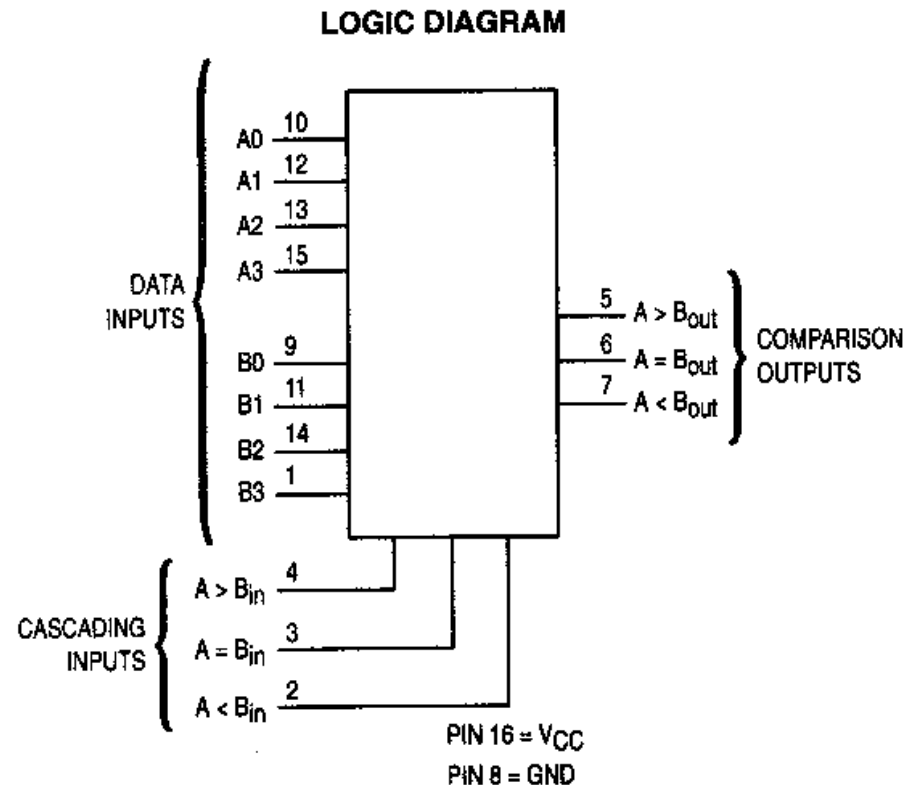 LOGIC DIAGRAM
DATA
INPUTS
A0 10
A1 12
A2 13
A3 15
B0 9
B1 11
B2 14
B3 1
5 A > Bout
6 A = Bout
7 A < Bout
COMPARISON
OUTPUTS
CASCADING
INPUTS
A > Bin 4
A = Bin 3
A < Bin 2
PIN 16 = VCC
PIN 8 = GND